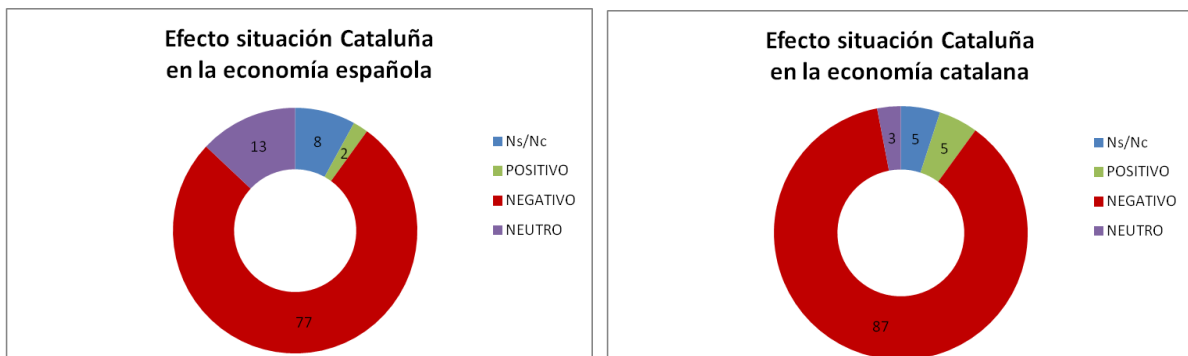 Efecto situación Cataluña
en la economía española
13
8
2
77
Ns/Nc
POSITIVO
NEGATIVO
NEUTRO
Efecto situación Cataluña
en la economía catalana
3
5
5
87
Ns/Nc
POSITIVO
NEGATIVO
NEUTRO